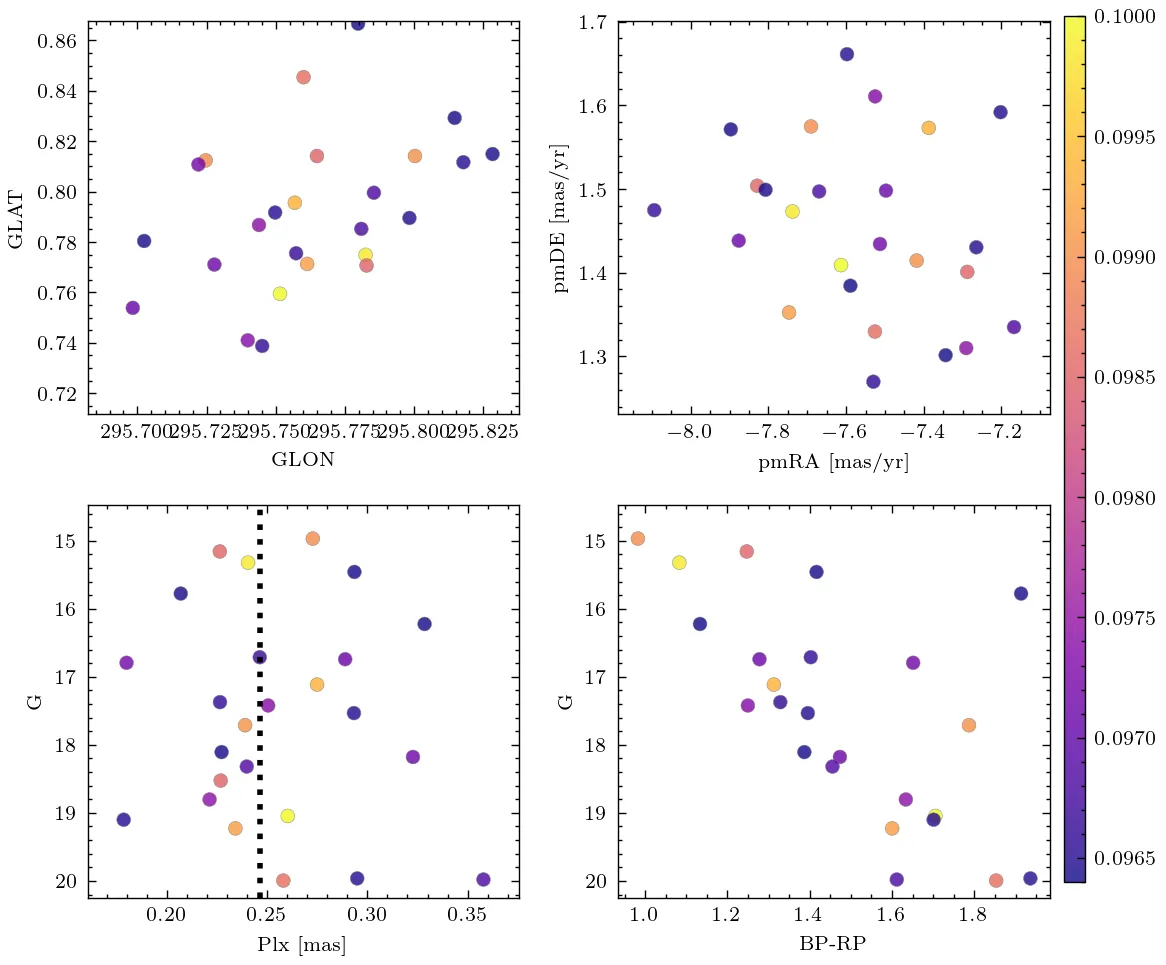 0.86
0.84
0.82
0.80
0.78
0.76
0.74
0.72
GLAT
295.700 295.725 295.750 295.775 295.800 295.825
GLON
1.7
1.6
1.5
1.4
1.3
pmDE [mas/yr]
−8.0 −7.8 −7.6 −7.4 −7.2
pmRA [mas/yr]
0.1000
0.0995
0.0990
0.0985
0.0980
0.0975
0.0970
0.0965
15
16
17
18
19
20
G
0.20 0.25 0.30 0.35
Plx [mas]
15
16
17
18
19
20
G
1.0 1.2 1.4 1.6 1.8
BP-RP